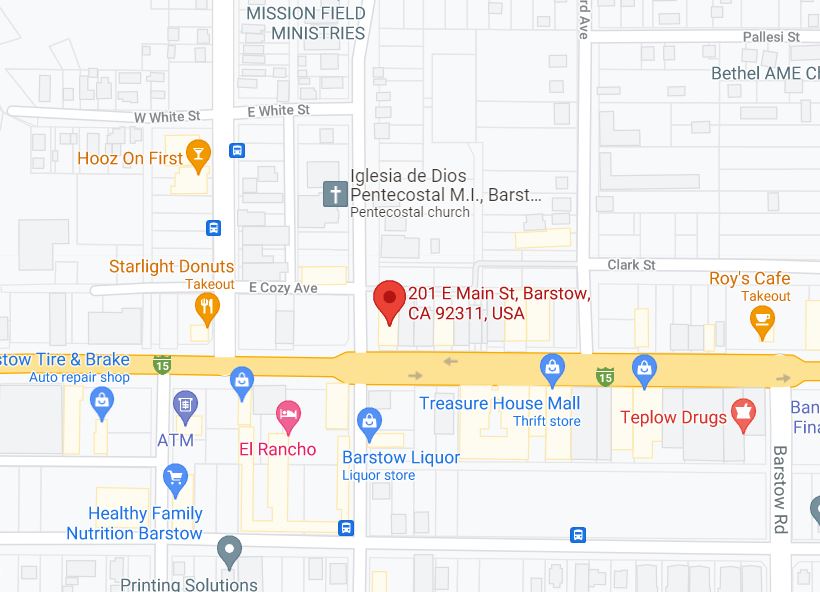 MISSION FIELD
MINISTRIES
rd Ave
Pallesi St
Bethel AME Ch
W White St
E White St
Hooz On First
Iglesia de Dios
Pentecostal M.I., Barst...
Pentecostal church
Starlight Donuts
Takeout
E Cozy Ave
Clark St
Roy's Cafe
Takeout
201 E Main St, Barstow,
CA 92311, USA
stow Tire & Brake
Auto repair shop
15
15
ATM
El Rancho
Treasure House Mall
Thrift store
Teplow Drugs
Ban
Fina
Barstow Liquor
Liquor store
Barstow Rd
Healthy Family
Nutrition Barstow
Printing Solutions